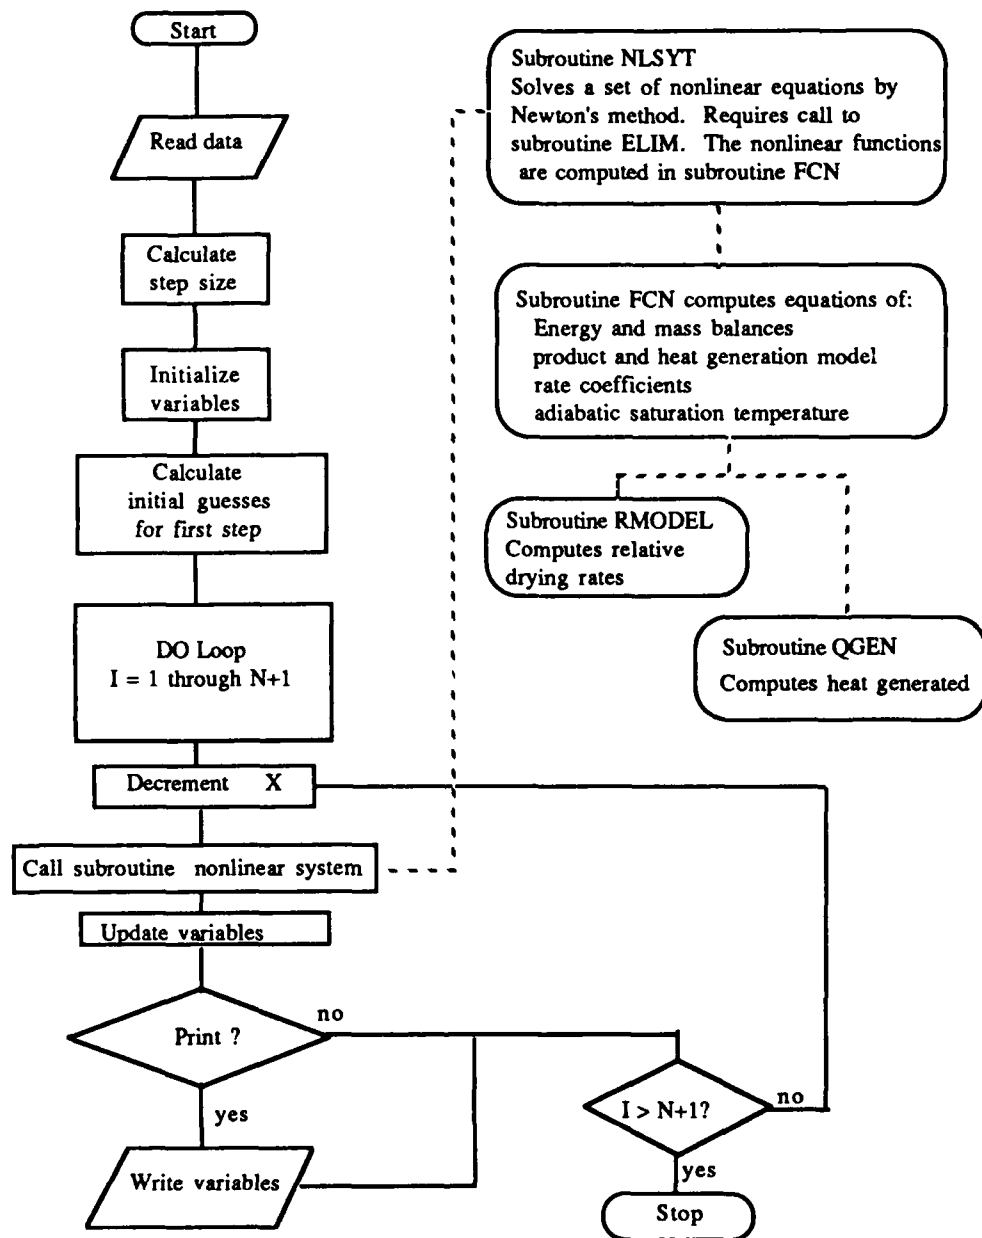 Start
Read data
Calculate
step size
Initialize
variables
Calculate
initial guesses
for first step
DO Loop
I = 1 through N+1
Decrement X
Call subroutine nonlinear system
Update variables
Print ?
no
yes
Write variables
I > N+1?
no
yes
Stop
Subroutine NLSYT
Solves a set of nonlinear equations by
Newton's method. Requires call to
subroutine ELIM. The nonlinear functions
are computed in subroutine FCN
Subroutine FCN computes equations of:
Energy and mass balances
product and heat generation model
rate coefficients
adiabatic saturation temperature
Subroutine RMODEL
Computes relative
drying rates
Subroutine QGEN
Computes heat generated